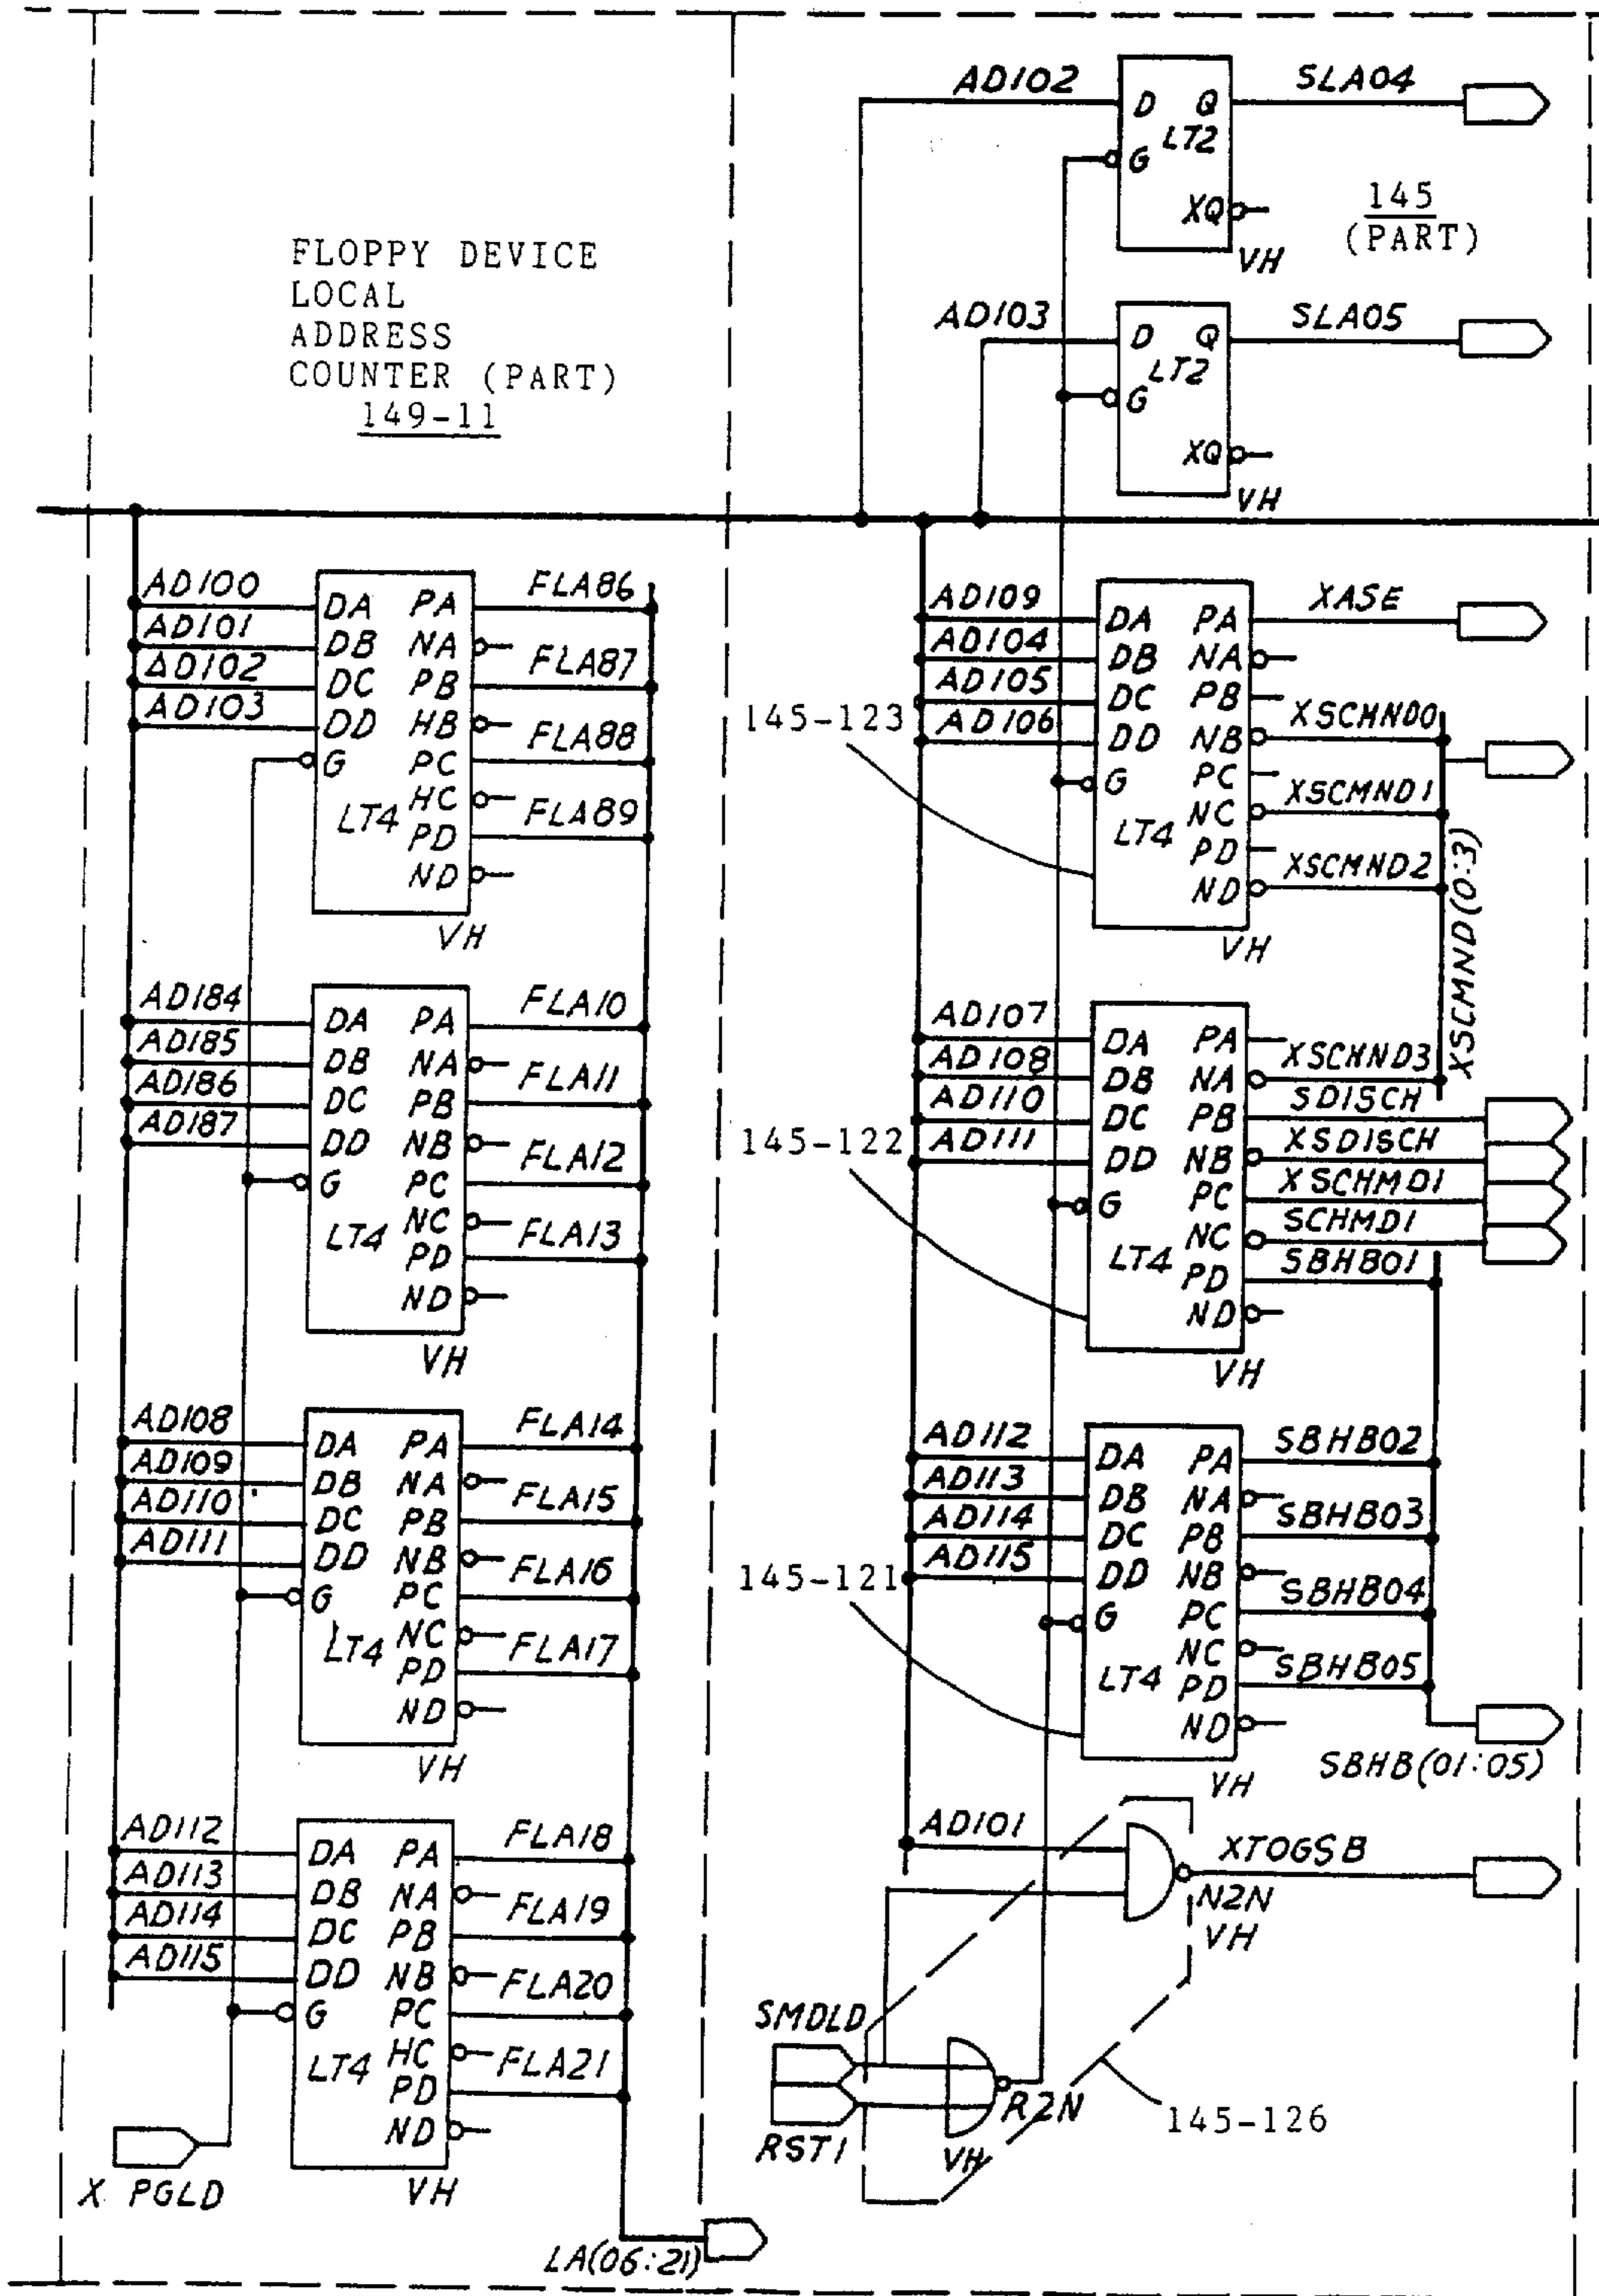 FLOPPY DEVICE
LOCAL
ADDRESS
COUNTER (PART)
149-11
AD100
AD101
AD102
AD103
DA PA
DB NA
DC PB
DD HB
G PC
HC
LT4 PD
ND
VH
FLA86
FLA87
FLA88
FLA89
AD184
AD185
AD186
AD187
DA PA
DB NA
DC PB
DD NB
G PC
NC
LT4 PD
ND
VH
FLA10
FLA11
FLA12
FLA13
AD108
AD109
AD110
AD111
DA PA
DB NA
DC PB
DD NB
G PC
NC
LT4 PD
ND
VH
FLA14
FLA15
FLA16
FLA17
AD112
AD113
AD114
AD115
DA PA
DB NA
DC PB
DD NB
G PC
HC
LT4 PD
ND
VH
FLA18
FLA19
FLA20
FLA21
X PGLD
LA(06:21)
AD102
D Q
LT2
G
XQ
VH
SLA04
145
(PART)
AD103
D Q
LT2
G
XQ
VH
SLA05
AD109
AD104
AD105
AD106
145-123
DA PA
DB NA
DC PB
DD NB
G PC
NC
LT4 PD
ND
VH
XASE
XSCHND0
XSCMND1
XSCMND2
XSCMND(0:3)
AD107
AD108
AD110
AD111
145-122
DA PA
DB NA
DC PB
DD NB
G PC
NC
LT4 PD
ND
VH
XSCHND3
SDISCH
XSDISCH
XSCHMD1
SCHMD1
SBHB01
AD112
AD113
AD114
AD115
145-121
DA PA
DB NA
DC PB
DD NB
G PC
NC
LT4 PD
ND
VH
SBHB02
SBHB03
SBHB04
SBHB05
SBHB(01:05)
AD101
XTOGSB
N2N
VH
SMDLD
RST1
R2N
VH
145-126